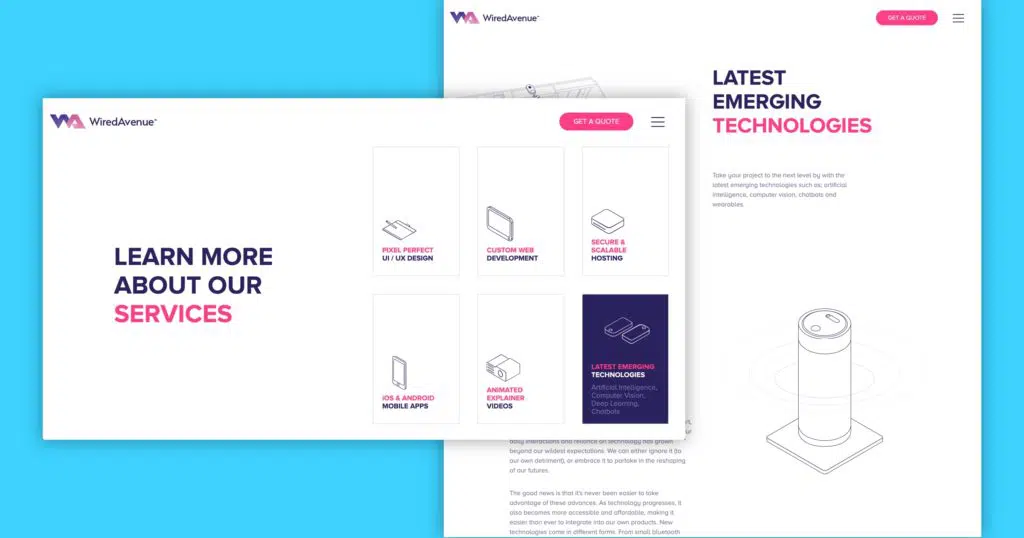 WiredAvenue™
GET A QUOTE
LATEST
EMERGING
TECHNOLOGIES
Take your project to the next level by with the
latest emerging technologies such as; artificial
intelligence, computer vision, chatbots and
wearables.
WiredAvenue™
GET A QUOTE
LEARN MORE
ABOUT OUR
SERVICES
PIXEL PERFECT
UI / UX DESIGN
CUSTOM WEB
DEVELOPMENT
SECURE &
SCALABLE
HOSTING
iOS & ANDROID
MOBILE APPS
ANIMATED
EXPLAINER
VIDEOS
LATEST EMERGING
TECHNOLOGIES
Artificial Intelligence,
Computer Vision,
Deep Learning,
Chatbots
daily interactions and reliance on technology has grown
beyond our wildest expectations. We can either ignore it (to
our own detriment), or embrace it to partake in the reshaping
of our futures.
The good news is that it's never been easier to take
advantage of these advances. As technology progresses, it
also becomes more accessible and affordable, making it
easier than ever to integrate into our own products. New
technologies come in different forms. From small bluetooth